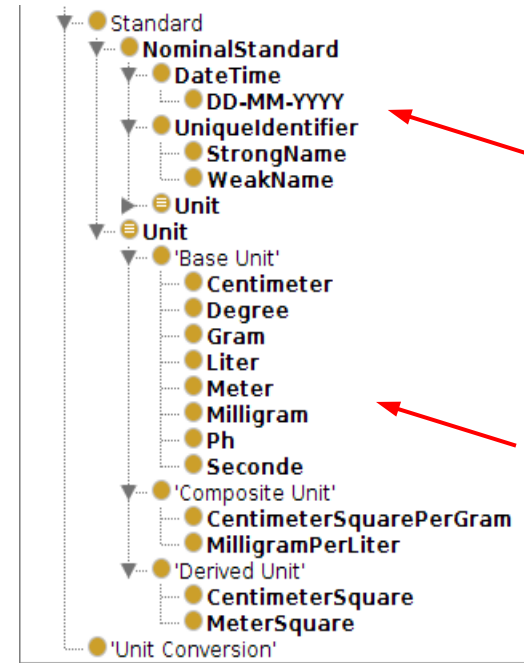 Standard
NominalStandard
DateTime
DD-MM-YYYY
UniqueIdentifier
StrongName
WeakName
Unit
Unit
'Base Unit'
Centimeter
Degree
Gram
Liter
Meter
Milligram
Ph
Seconde
'Composite Unit'
CentimeterSquarePerGram
MilligramPerLiter
'Derived Unit'
CentimeterSquare
MeterSquare
'Unit Conversion'